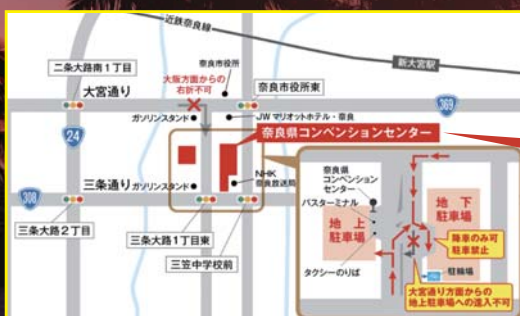 近鉄奈良線
新大宮駅
二条大路南1丁目
奈良市役所
大阪方面からの
右折不可
奈良市役所東
大宮通り
369
ガソリンスタンド
JWマリオットホテル・奈良
24
奈良県コンベンションセンター
三条通り
ガソリンスタンド
NHK
奈良放送局
308
三条大路2丁目
三条大路1丁目東
三笠中学校前
奈良県
コンベンション
センター
バスターミナル
地上
駐車場
地下
駐車場
降車のみ可
駐車禁止
タクシーのりば
駐輪場
大宮通り方面からの
地上駐車場への進入不可